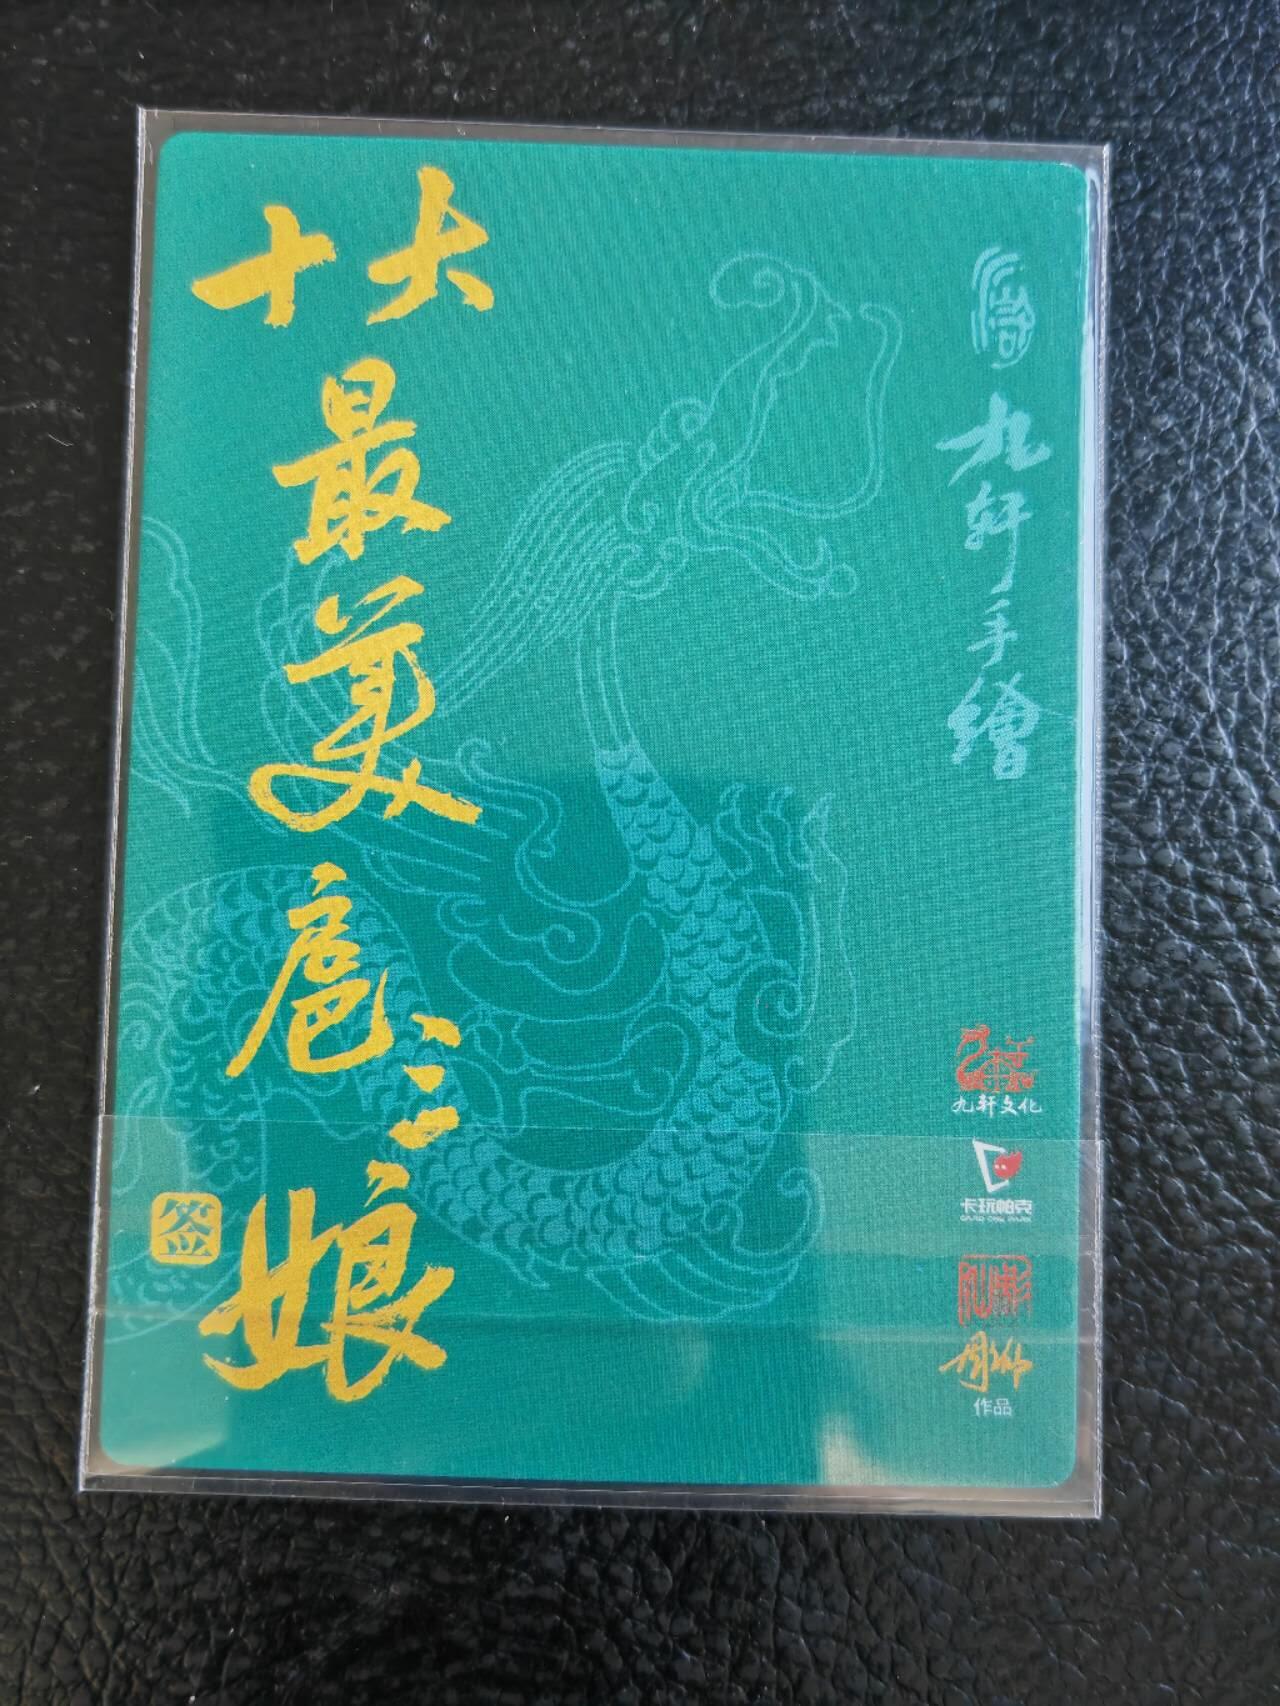 十大
最
美
扈
三
娘
签
九轩手繪
九轩文化
卡玩帕克
作品